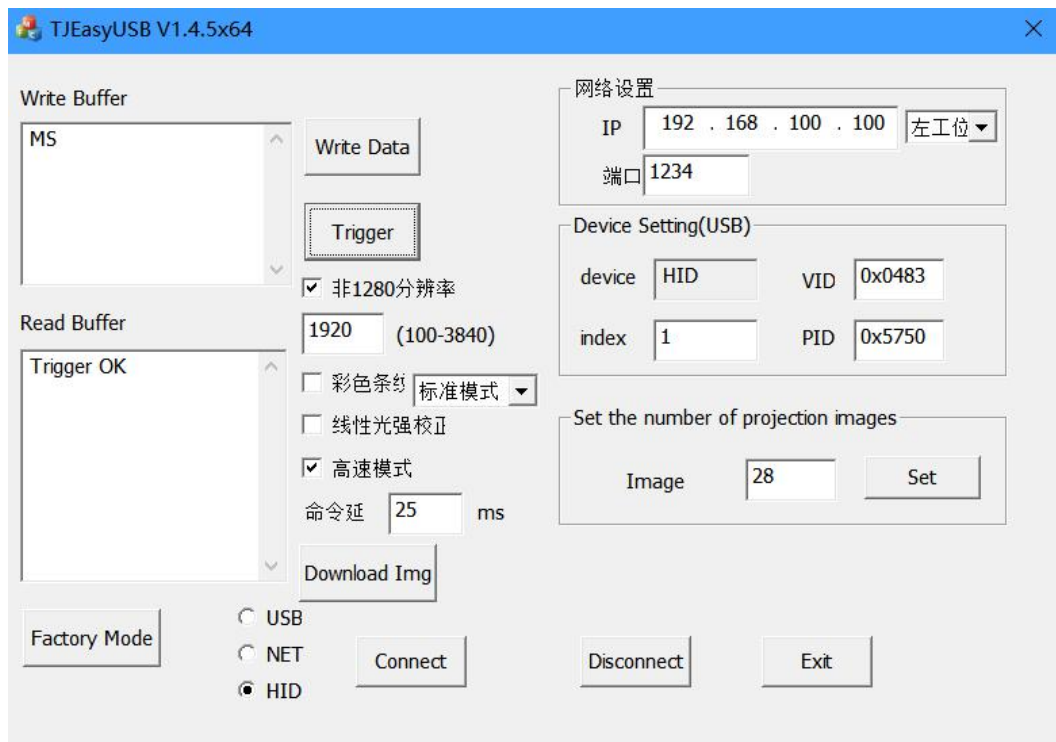 TJEasyUSB V1.4.5x64
Write Buffer
MS
Write Data
Trigger
非1280分辨率
1920 (100-3840)
Read Buffer
Trigger OK
彩色条 标准模式
线性光强校正
高速模式
命令延 25 ms
Download Img
Factory Mode
USB
NET
HID
Connect
Disconnect
Exit
网络设置
IP 192 . 168 . 100 . 100 左工位
端口 1234
Device Setting(USB)
device HID VID 0x0483
index 1 PID 0x5750
Set the number of projection images
Image 28 Set